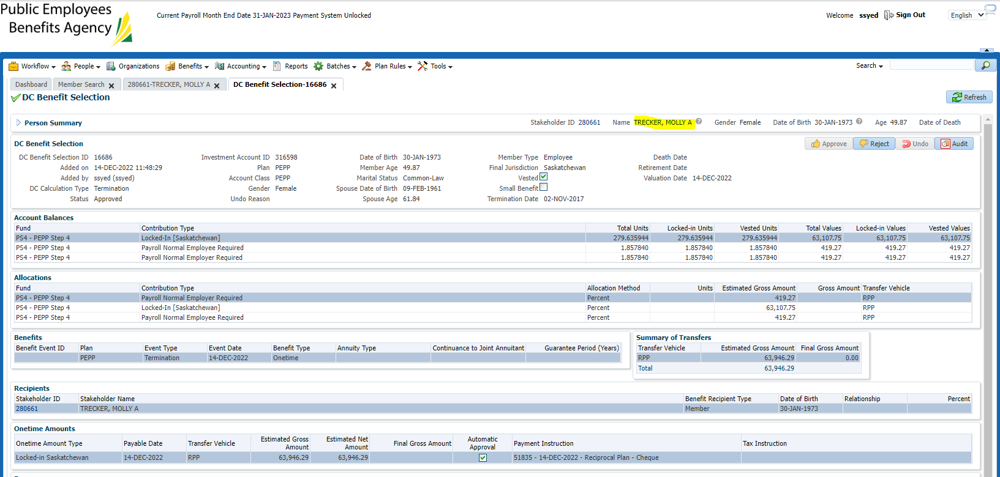 Public Employees
Benefits Agency
Current Payroll Month End Date 31-JAN-2023 Payment System Unlocked
Welcome ssyed Sign Out English
Workflow People Organizations Benefits Accounting Reports Batches Plan Rules Tools Search
Dashboard Member Search 280661-TRECKER, MOLLY A DC Benefit Selection-16686
DC Benefit Selection Refresh
Person Summary Stakeholder ID 280661 Name TRECKER, MOLLY A Gender Female Date of Birth 30-JAN-1973 Age 49.87 Date of Death
DC Benefit Selection Approve Reject Undo Audit
DC Benefit Selection ID 16686 Investment Account ID 316598 Date of Birth 30-JAN-1973 Member Type Employee Death Date
Added on 14-DEC-2022 11:48:29 Plan PEPP Member Age 49.87 Final Jurisdiction Saskatchewan Retirement Date
Added by ssyed (ssyed) Account Class PEPP Marital Status Common-Law Vested Valuation Date 14-DEC-2022
DC Calculation Type Termination Gender Female Spouse Date of Birth 09-FEB-1961 Small Benefit
Status Approved Undo Reason Spouse Age 61.84 Termination Date 02-NOV-2017
Account Balances
Fund Contribution Type Total Units Locked-in Units Vested Units Total Values Locked-in Values Vested Values
PS4 - PEPP Step 4 Locked-In [Saskatchewan] 279.635944 279.635944 279.635944 63,107.75 63,107.75 63,107.75
PS4 - PEPP Step 4 Payroll Normal Employee Required 1.857840 1.857840 1.857840 419.27 419.27 419.27
PS4 - PEPP Step 4 Payroll Normal Employer Required 1.857840 1.857840 1.857840 419.27 419.27 419.27
Allocations
Fund Contribution Type Allocation Method Units Estimated Gross Amount Gross Amount Transfer Vehicle
PS4 - PEPP Step 4 Payroll Normal Employer Required Percent 419.27 RPP
PS4 - PEPP Step 4 Locked-In [Saskatchewan] Percent 63,107.75 RPP
PS4 - PEPP Step 4 Payroll Normal Employee Required Percent 419.27 RPP
Benefits
Benefit Event ID Plan Event Type Event Date Benefit Type Annuity Type Continuance to Joint Annuitant Guarantee Period (Years)
PEPP Termination 14-DEC-2022 Onetime
Summary of Transfers
Transfer Vehicle Estimated Gross Amount Final Gross Amount
RPP 63,946.29 0.00
Total 63,946.29
Recipients
Stakeholder ID Stakeholder Name Benefit Recipient Type Date of Birth Relationship Percent
280661 TRECKER, MOLLY A Member 30-JAN-1973
Onetime Amounts
Onetime Amount Type Payable Date Transfer Vehicle Estimated Gross Amount Estimated Net Amount Final Gross Amount Automatic Approval Payment Instruction Tax Instruction
Locked-in Saskatchewan 14-DEC-2022 RPP 63,946.29 63,946.29 51835 - 14-DEC-2022 - Reciprocal Plan - Cheque